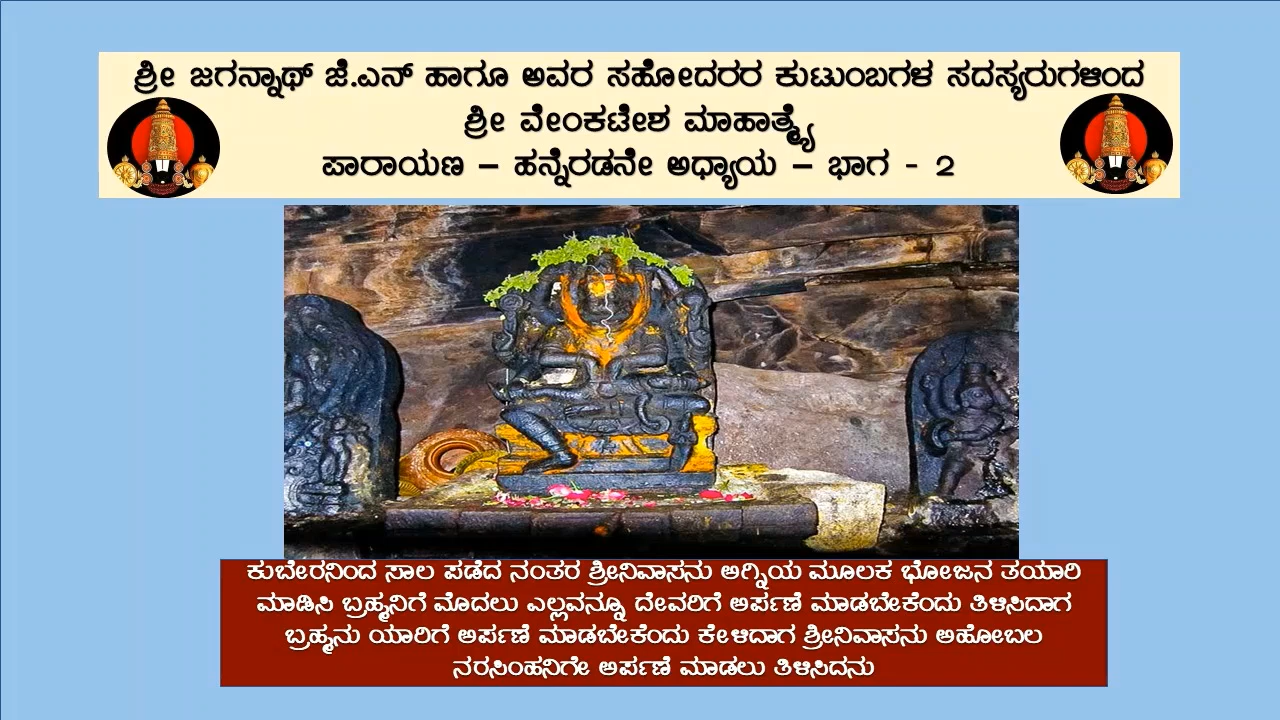 ಶ್ರೀ ಜಗನ್ನಾಥ್ ಜೆ.ಎನ್ ಹಾಗೂ ಅವರ ಸಹೋದರರ ಕುಟುಂಬಗಳ ಸದಸ್ಯರುಗಳಿಂದ
ಶ್ರೀ ವೇಂಕಟೇಶ ಮಾಹಾತ್ಮ್ಯೆ
ಪಾರಾಯಣ – ಹನ್ನೆರಡನೇ ಅಧ್ಯಾಯ – ಭಾಗ - 2
ಕುಬೇರನಿಂದ ಸಾಲ ಪಡೆದ ನಂತರ ಶ್ರೀನಿವಾಸನು ಅಗ್ನಿಯ ಮೂಲಕ ಭೋಜನ ತಯಾರಿ
ಮಾಡಿಸಿ ಬ್ರಹ್ಮನಿಗೆ ಮೊದಲು ಎಲ್ಲವನ್ನೂ ದೇವರಿಗೆ ಅರ್ಪಣೆ ಮಾಡಬೇಕೆಂದು ತಿಳಿಸಿದಾಗ
ಬ್ರಹ್ಮನು ಯಾರಿಗೆ ಅರ್ಪಣೆ ಮಾಡಬೇಕೆಂದು ಕೇಳಿದಾಗ ಶ್ರೀನಿವಾಸನು ಅಹೋಬಲ
ನರಸಿಂಹನಿಗೇ ಅರ್ಪಣೆ ಮಾಡಲು ತಿಳಿಸಿದನು